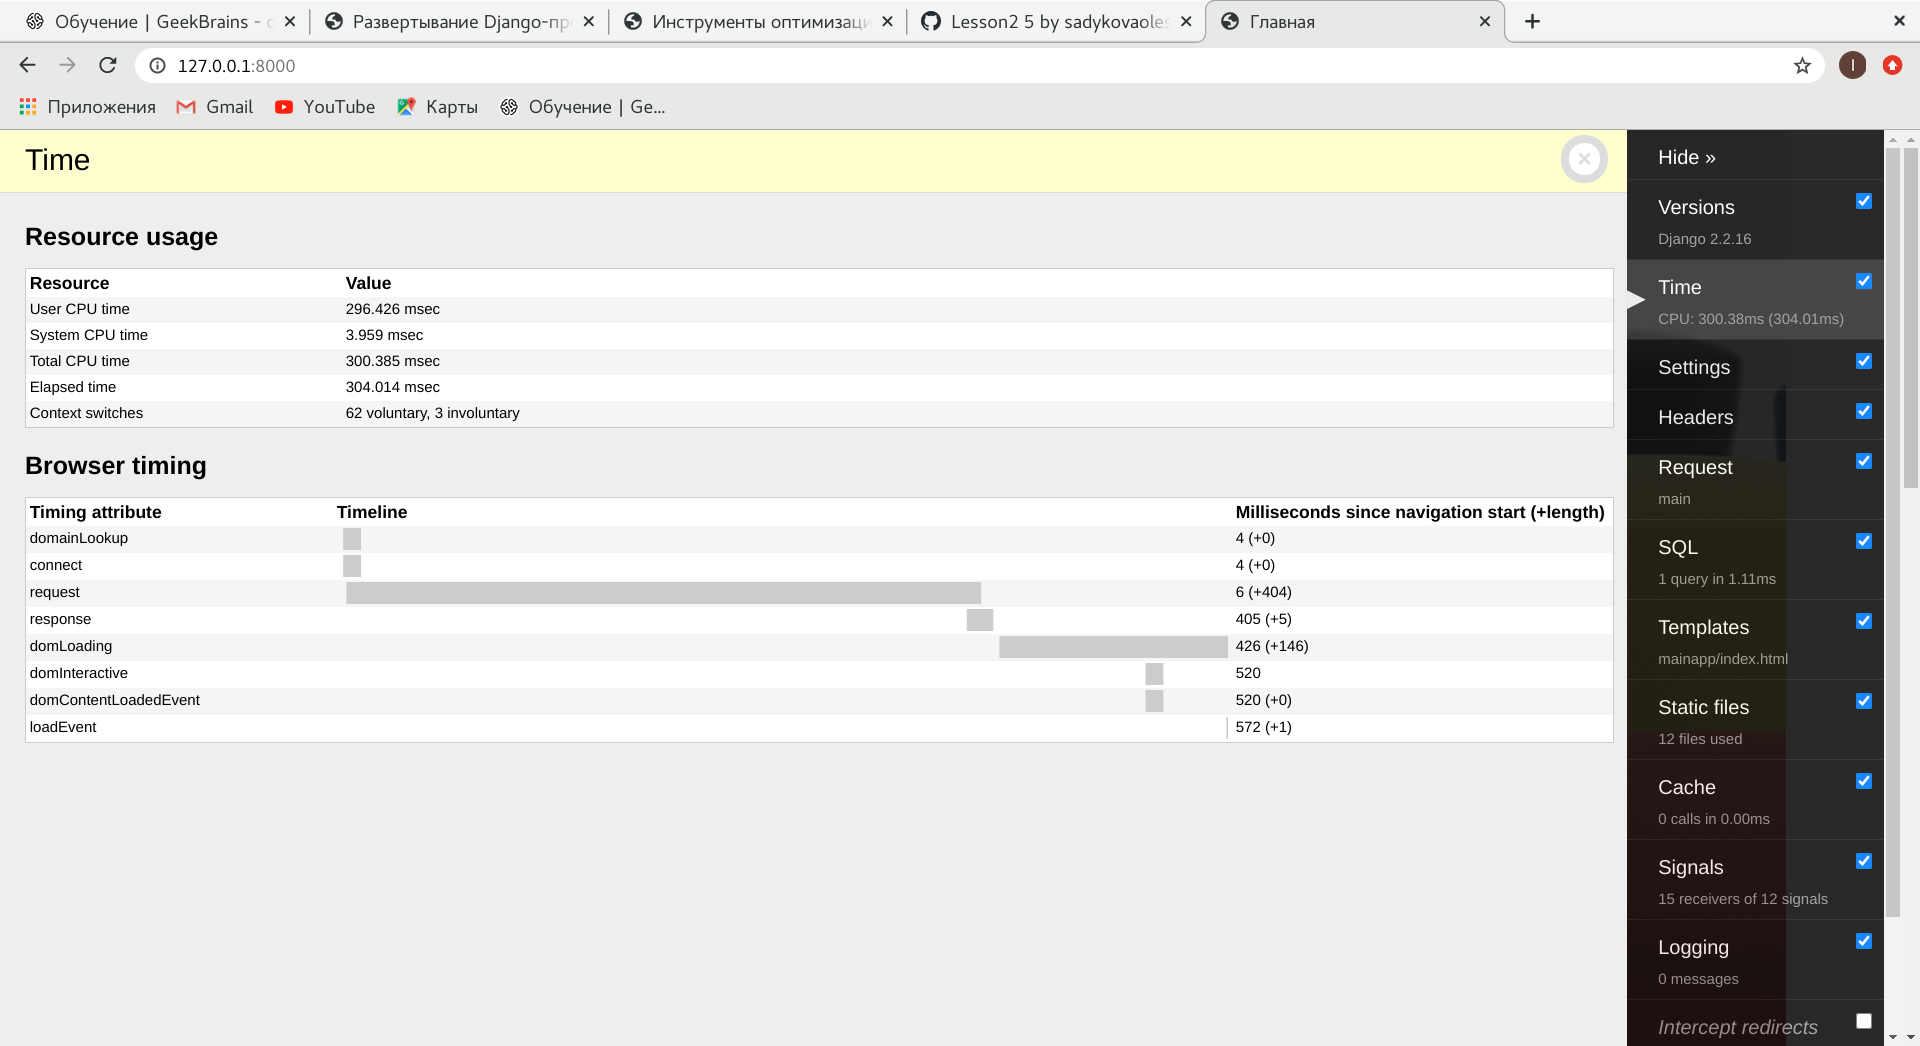 Обучение | GeekBrains - 
Развертывание Django-пр
Инструменты оптимизаци
Lesson2 5 by sadykovaoles
Главная
127.0.0.1:8000
I
Приложения
Gmail
YouTube
Карты
Обучение | Ge...
Time
Resource usage
Resource Value
User CPU time 296.426 msec
System CPU time 3.959 msec
Total CPU time 300.385 msec
Elapsed time 304.014 msec
Context switches 62 voluntary, 3 involuntary
Browser timing
Timing attribute Timeline Milliseconds since navigation start (+length)
domainLookup 4 (+0)
connect 4 (+0)
request 6 (+404)
response 405 (+5)
domLoading 426 (+146)
domInteractive 520
domContentLoadedEvent 520 (+0)
loadEvent 572 (+1)
Hide »
Versions
Django 2.2.16
Time
CPU: 300.38ms (304.01ms)
Settings
Headers
Request
main
SQL
1 query in 1.11ms
Templates
mainapp/index.html
Static files
12 files used
Cache
0 calls in 0.00ms
Signals
15 receivers of 12 signals
Logging
0 messages
Intercept redirects